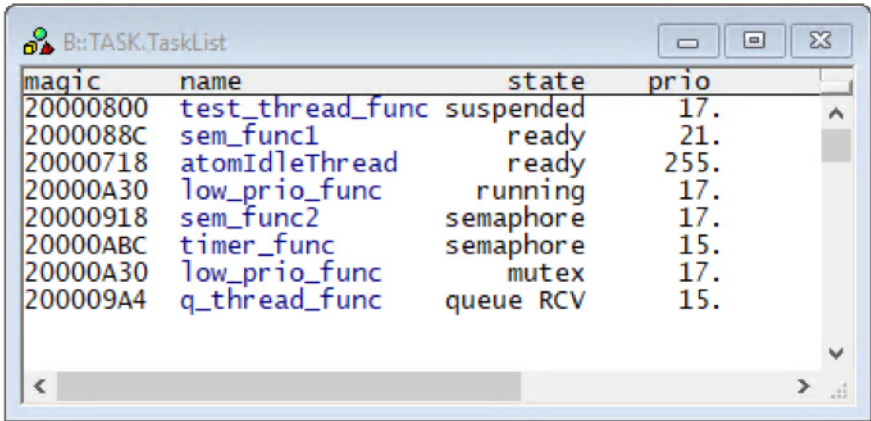 B::TASK.TaskList
magic name state prio
20000800 test_thread_func suspended 17.
2000088C sem_func1 ready 21.
20000718 atomIdleThread ready 255.
20000A30 low_prio_func running 17.
20000918 sem_func2 semaphore 17.
20000ABC timer_func semaphore 15.
20000A30 low_prio_func mutex 17.
200009A4 q_thread_func queue RCV 15.